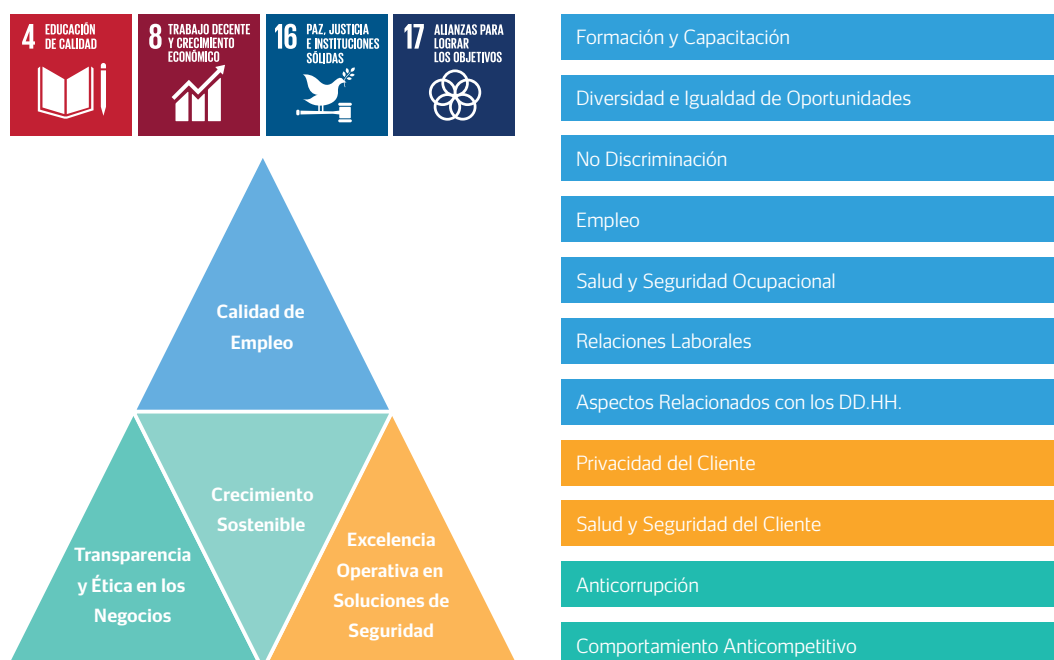 4 EDUCACIÓN
DE CALIDAD
8 TRABAJO DECENTE
Y CRECIMIENTO
ECONÓMICO
16 PAZ, JUSTICIA
E INSTITUCIONES
SÓLIDAS
17 ALIANZAS PARA
LOGRAR
LOS OBJETIVOS
Calidad de
Empleo
Crecimiento
Sostenible
Transparencia
y Ética en los
Negocios
Excelencia
Operativa en
Soluciones de
Seguridad
Formación y Capacitación
Diversidad e Igualdad de Oportunidades
No Discriminación
Empleo
Salud y Seguridad Ocupacional
Relaciones Laborales
Aspectos Relacionados con los DD.HH.
Privacidad del Cliente
Salud y Seguridad del Cliente
Anticorrupción
Comportamiento Anticompetitivo